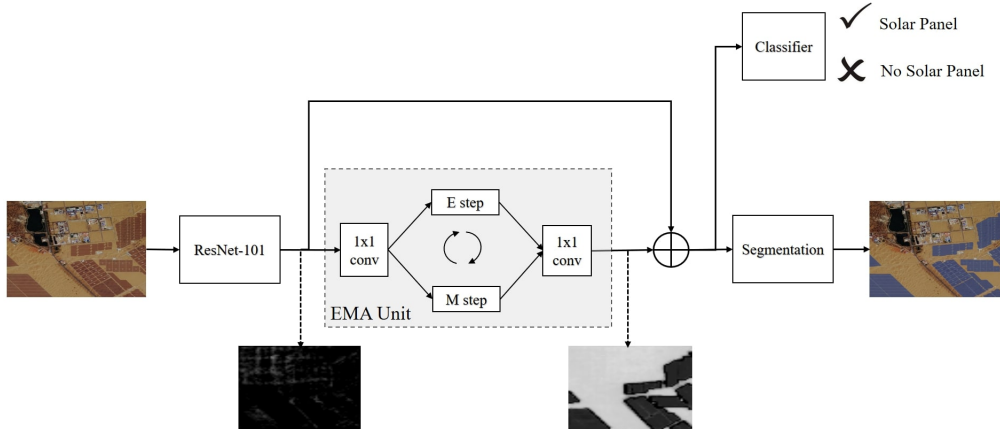 Solar Panel
Classifier
No Solar Panel
E step
1x1
conv
ResNet-101
1x1
conv
Segmentation
M step
EMA Unit